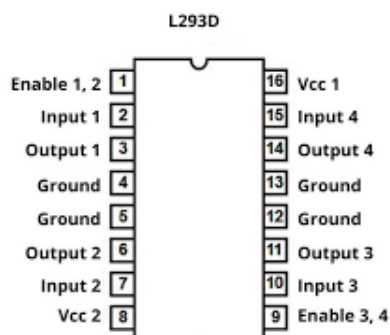 L293D
Enable 1, 2 1 16 Vcc 1
Input 1 2 15 Input 4
Output 1 3 14 Output 4
Ground 4 13 Ground
Ground 5 12 Ground
Output 2 6 11 Output 3
Input 2 7 10 Input 3
Vcc 2 8 9 Enable 3, 4